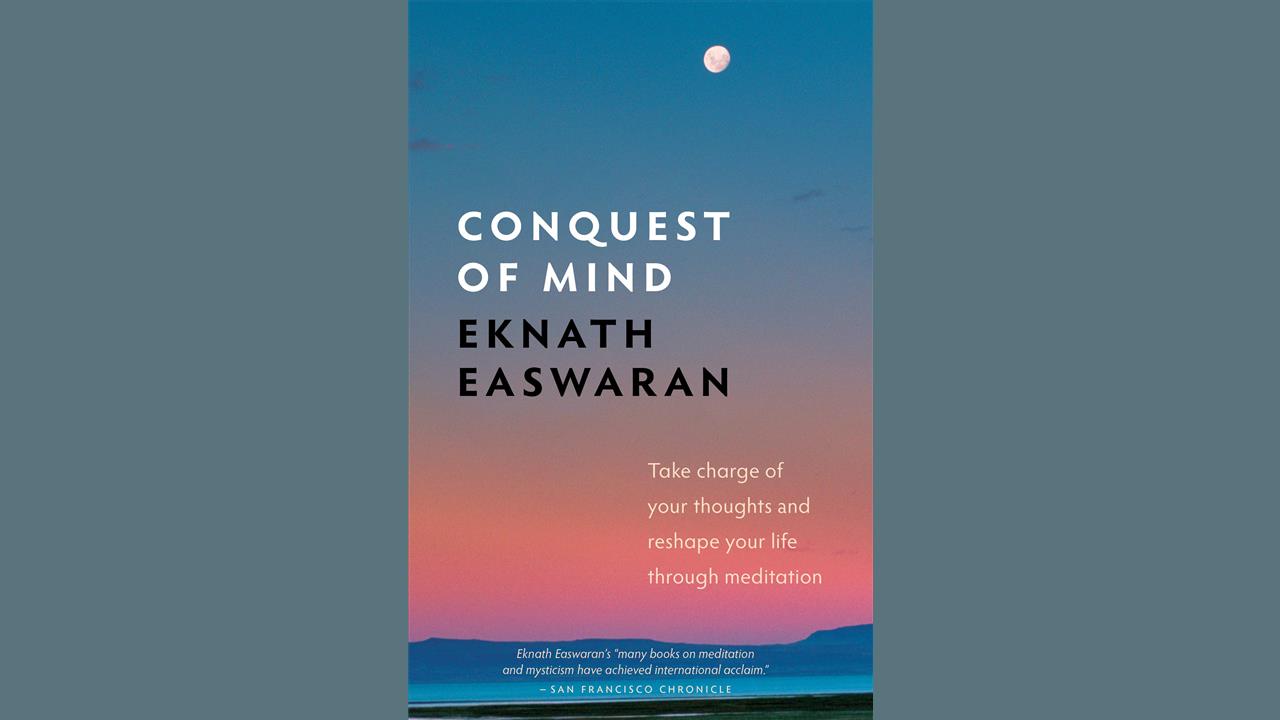 CONQUEST
OF MIND
EKNATH
EASWARAN
Take charge of
your thoughts and
reshape your life
through meditation
Eknath Easwaran's "many books on meditation
and mysticism have achieved international acclaim."
– SAN FRANCISCO CHRONICLE